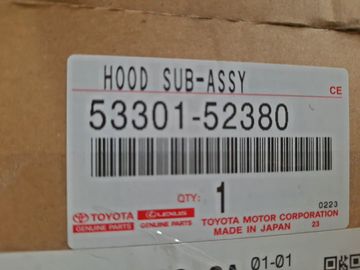 HOOD SUB-ASSY
CE
53301-52380
QTY: 1
0223
TOYOTA GENUINE PARTS
LEXUS GENUINE PARTS
TOYOTA MOTOR CORPORATION
MADE IN JAPAN 23
01-01